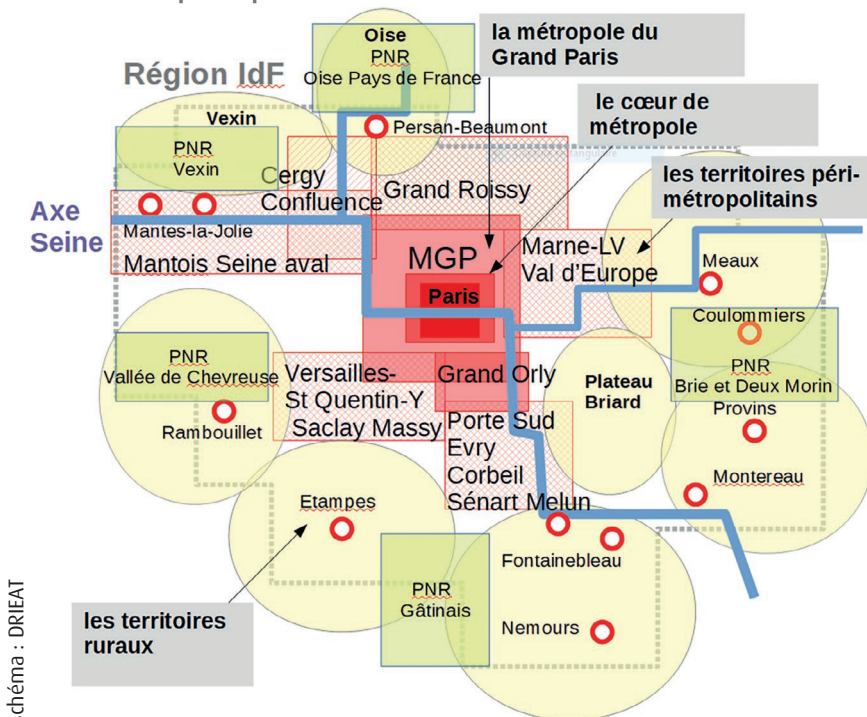 Oise
PNR
Oise Pays de France
la métropole du
Grand Paris
Région IdF
le cœur de
métropole
Vexin
PNR
Vexin
Persan-Beaumont
Cergy
Confluence
Grand Roissy
les territoires péri-
métropolitains
Axe
Seine
Mantes-la-Jolie
Mantois Seine aval
MGP
Paris
Marne-LV
Val d'Europe
Meaux
Coulommiers
PNR
Brie et Deux Morin
Provins
Montereau
PNR
Vallée de Chevreuse
Rambouillet
Versailles-
St Quentin-Y
Saclay Massy
Grand Orly
Plateau
Briard
Porte Sud
Evry
Corbeil
Sénart Melun
Etampes
Fontainebleau
Nemours
PNR
Gâtinais
les territoires
ruraux
chéma : DRIEAT